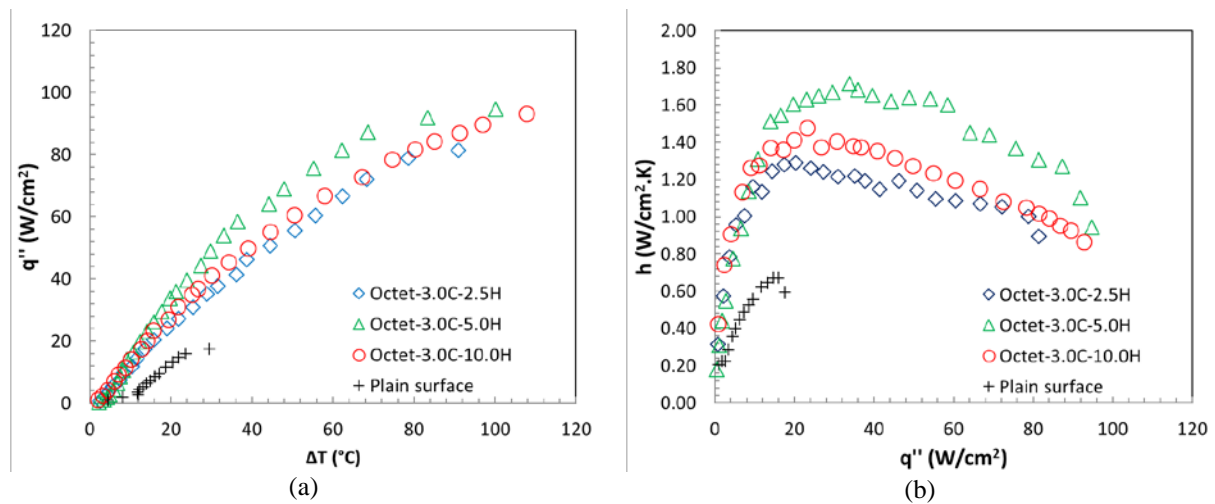 120
100
80
60
40
20
0
q'' (W/cm²)
0 20 40 60 80 100 120
ΔT (°C)
Octet-3.0C-2.5H
Octet-3.0C-5.0H
Octet-3.0C-10.0H
Plain surface
(a)
2.00
1.80
1.60
1.40
1.20
1.00
0.80
0.60
0.40
0.20
0.00
h (W/cm².K)
0 20 40 60 80 100 120
q'' (W/cm²)
Octet-3.0C-2.5H
Octet-3.0C-5.0H
Octet-3.0C-10.0H
Plain surface
(b)